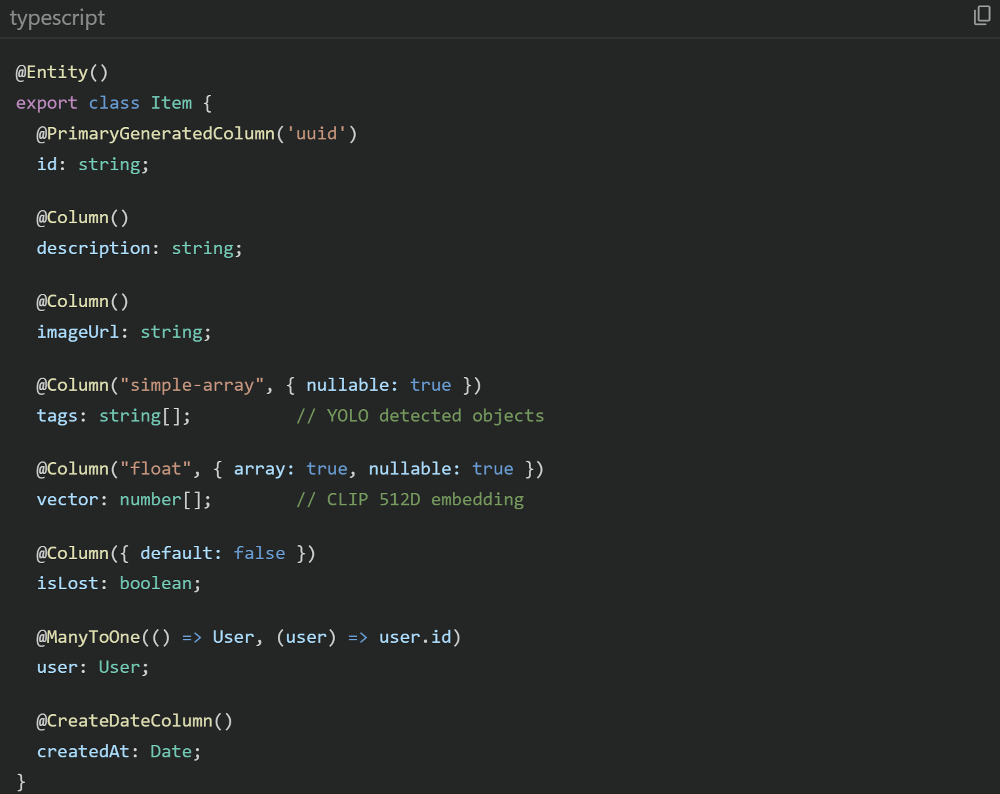 typescript
@Entity()
export class Item {
  @PrimaryGeneratedColumn('uuid')
  id: string;

  @Column()
  description: string;

  @Column()
  imageUrl: string;

  @Column("simple-array", { nullable: true })
  tags: string[];          // YOLO detected objects

  @Column("float", { array: true, nullable: true })
  vector: number[];        // CLIP 512D embedding

  @Column({ default: false })
  isLost: boolean;

  @ManyToOne(() => User, (user) => user.id)
  user: User;

  @CreateDateColumn()
  createdAt: Date;
}